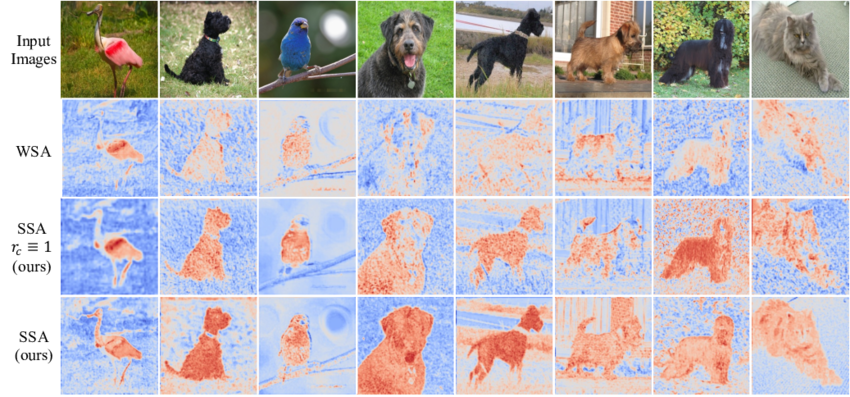 Input
Images
WSA
SSA
r_c ≡ 1
(ours)
SSA
(ours)